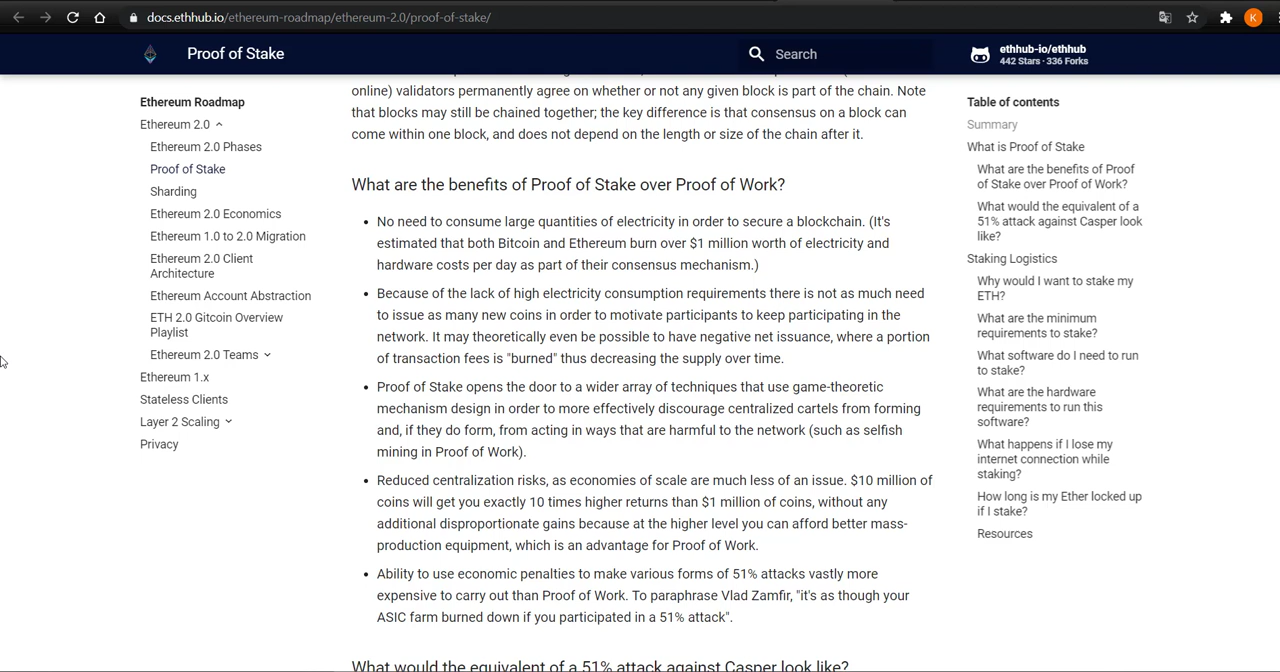 docs.ethhub.io/ethereum-roadmap/ethereum-2.0/proof-of-stake/
K
Proof of Stake
Search
ethhub-io/ethhub
442 Stars · 336 Forks
Ethereum Roadmap
Ethereum 2.0
Ethereum 2.0 Phases
Proof of Stake
Sharding
Ethereum 2.0 Economics
Ethereum 1.0 to 2.0 Migration
Ethereum 2.0 Client
Architecture
Ethereum Account Abstraction
ETH 2.0 Gitcoin Overview
Playlist
Ethereum 2.0 Teams
Ethereum 1.x
Stateless Clients
Layer 2 Scaling
Privacy
online) validators permanently agree on whether or not any given block is part of the chain. Note
that blocks may still be chained together; the key difference is that consensus on a block can
come within one block, and does not depend on the length or size of the chain after it.
What are the benefits of Proof of Stake over Proof of Work?
• No need to consume large quantities of electricity in order to secure a blockchain. (It's
estimated that both Bitcoin and Ethereum burn over $1 million worth of electricity and
hardware costs per day as part of their consensus mechanism.)
• Because of the lack of high electricity consumption requirements there is not as much need
to issue as many new coins in order to motivate participants to keep participating in the
network. It may theoretically even be possible to have negative net issuance, where a portion
of transaction fees is "burned" thus decreasing the supply over time.
• Proof of Stake opens the door to a wider array of techniques that use game-theoretic
mechanism design in order to more effectively discourage centralized cartels from forming
and, if they do form, from acting in ways that are harmful to the network (such as selfish
mining in Proof of Work).
• Reduced centralization risks, as economies of scale are much less of an issue. $10 million of
coins will get you exactly 10 times higher returns than $1 million of coins, without any
additional disproportionate gains because at the higher level you can afford better mass-
production equipment, which is an advantage for Proof of Work.
• Ability to use economic penalties to make various forms of 51% attacks vastly more
expensive to carry out than Proof of Work. To paraphrase Vlad Zamfir, "it's as though your
ASIC farm burned down if you participated in a 51% attack".
What would the equivalent of a 51% attack against Casper look like?
Table of contents
Summary
What is Proof of Stake
What are the benefits of Proof
of Stake over Proof of Work?
What would the equivalent of a
51% attack against Casper look
like?
Staking Logistics
Why would I want to stake my
ETH?
What are the minimum
requirements to stake?
What software do I need to run
to stake?
What are the hardware
requirements to run this
software?
What happens if I lose my
internet connection while
staking?
How long is my Ether locked up
if I stake?
Resources